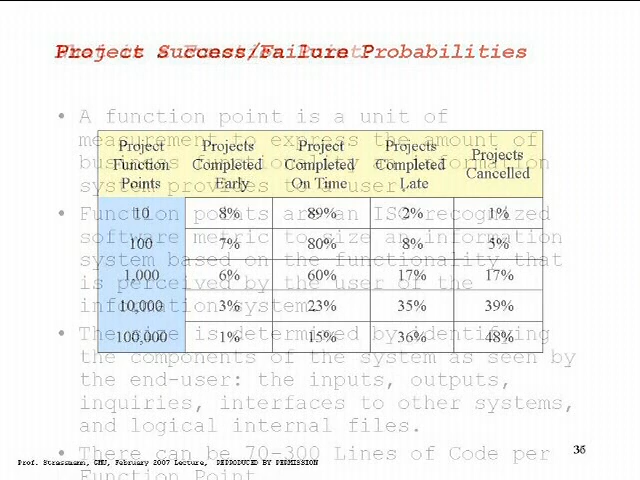 Project Success/Failure Probabilities
What is a Function Point
• A function point is a unit of
measurement to express the amount of
business functionality an information
system provides to a user.
• Function points are an ISO recognized
software metric to size an information
system based on the functionality that
is perceived by the user of the
information system.
• The size is determined by identifying
the components of the system as seen by
the end-user: the inputs, outputs,
inquiries, interfaces to other systems,
and logical internal files.
• There can be 70-300 Lines of Code per
Function Point
Project Function Points Projects Completed Early Project Completed On Time Projects Completed Late Projects Cancelled
10 8% 89% 2% 1%
100 7% 80% 8% 5%
1,000 6% 60% 17% 17%
10,000 3% 23% 35% 39%
100,000 1% 15% 36% 48%
Prof. Strassmann, GMU, February 2007 Lecture, REPRODUCED BY PERMISSION